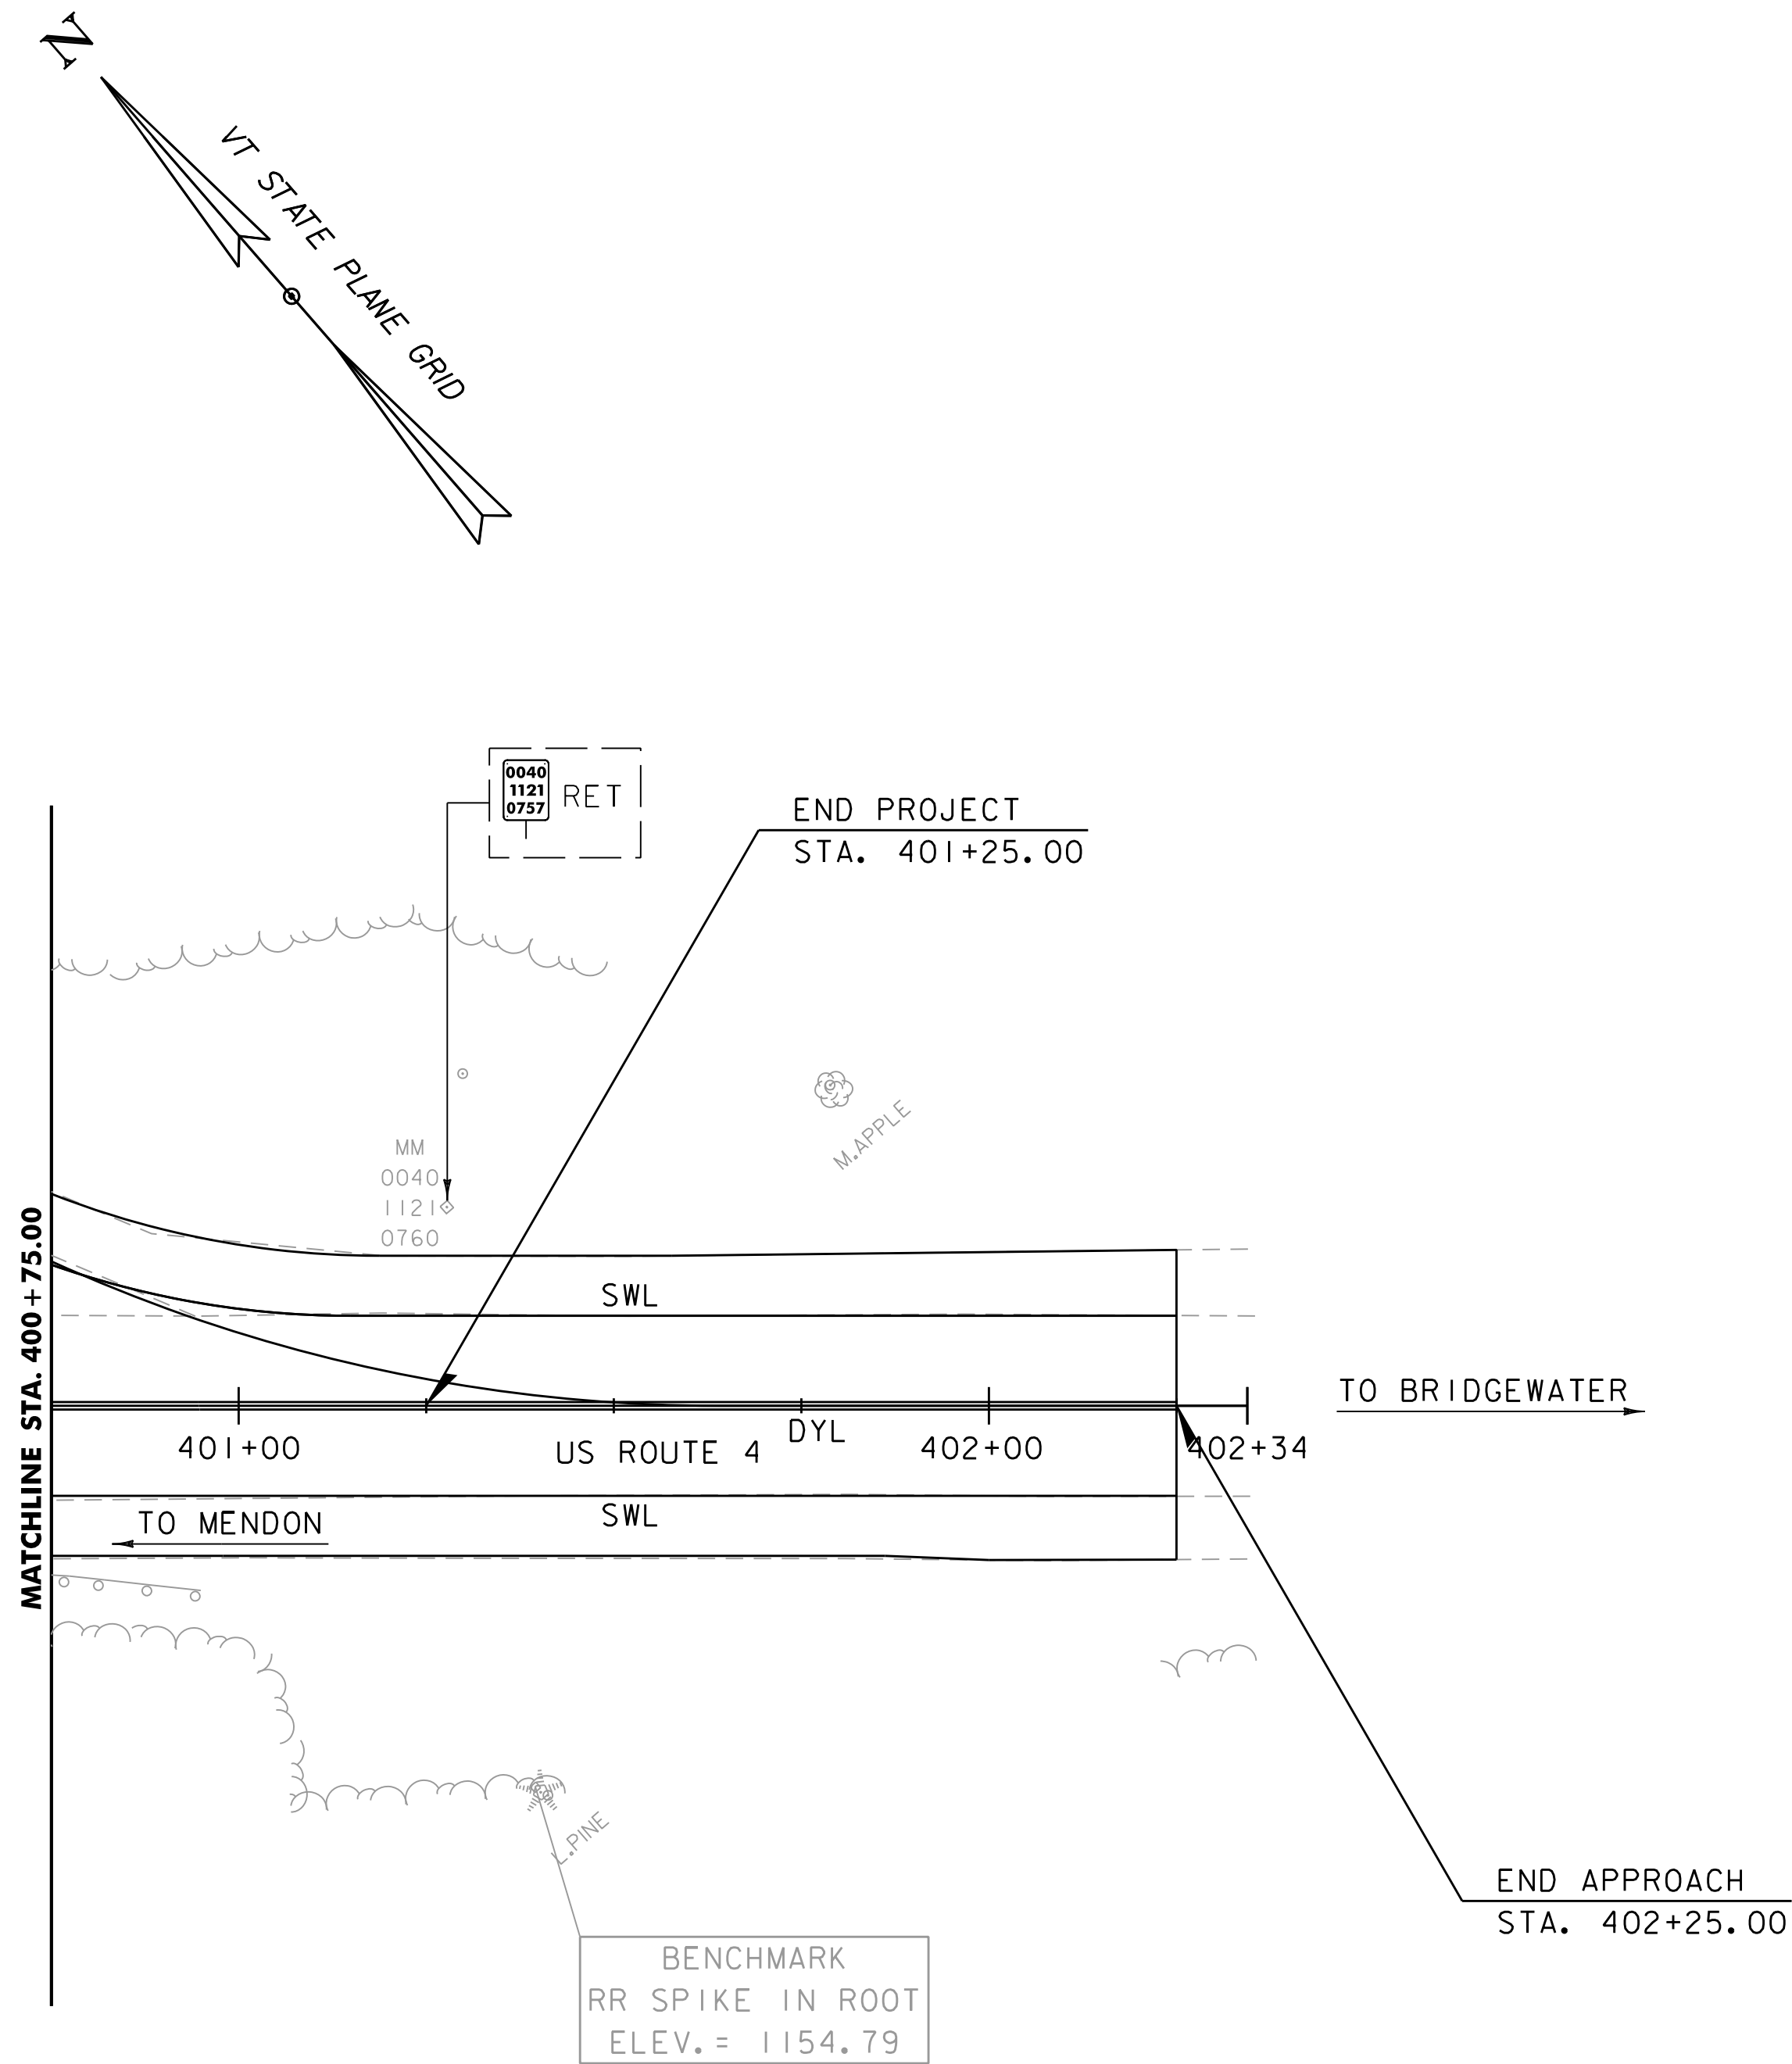 N
VT STATE PLANE GRID
0040
1121
0757
RET
END PROJECT
STA. 401+25.00
M.APPLE
MM
0040
1121
0760
MATCHLINE STA. 400+75.00
SWL
TO BRIDGEWATER
401+00
US ROUTE 4
DYL
402+00
402+34
SWL
TO MENDON
L.PINE
END APPROACH
STA. 402+25.00
BENCHMARK
RR SPIKE IN ROOT
ELEV.= 1154.79